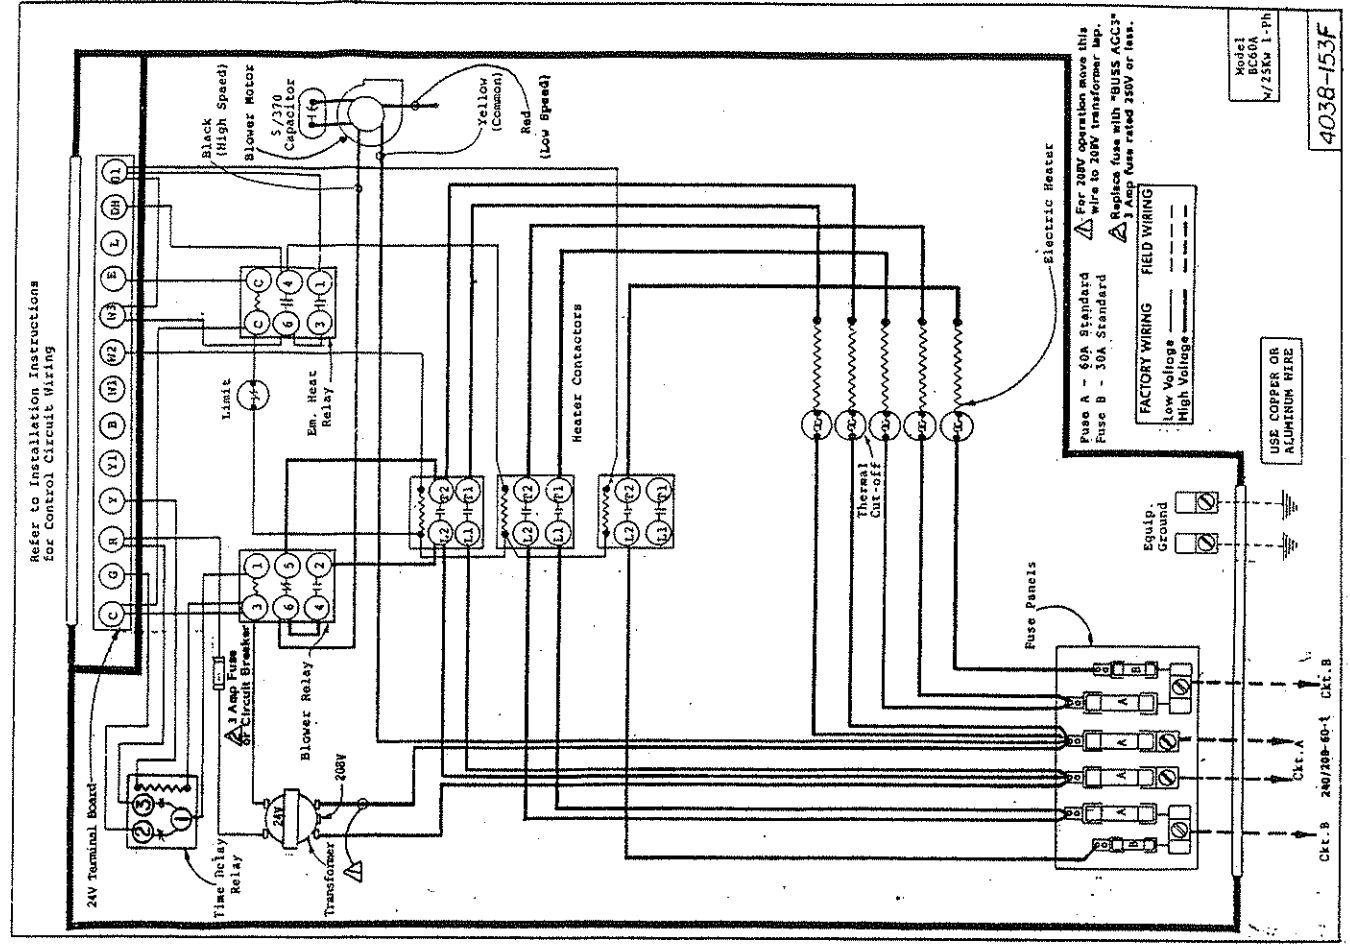 Refer to Installation Instructions
for Control Circuit Wiring
C
G
R
Y
Y1
B
W1
W2
W3
E
L
DH
O1
24V Terminal Board
Time Delay
Relay
2
3
1
Transformer
24V
208V
3 Amp Fuse
or Circuit Breaker
Blower Relay
3
1
6
5
4
2
Limit
Em. Heat
Relay
C
C
6
4
3
1
Black
(High Speed)
Blower Motor
5/370
Capacitor
Yellow
(Common)
Red
(Low Speed)
Heater Contactors
L2
T2
L1
T1
L2
T2
L1
T1
L2
T2
L1
T1
Thermal
Cut-off
Electric Heater
Fuse Panels
B
A
A
A
A
B
Equip.
Ground
Ckt.B
Ckt.A
240/208-60-1
Ckt.B
For 208V operation move this
wire to 208V transformer lap.
Replace fuse with "BUSS AGC3"
3 Amp fuse rated 250V or less.
Fuse A - 60A Standard
Fuse B - 30A Standard
FACTORY WIRING
FIELD WIRING
Low Voltage
High Voltage
USE COPPER OR
ALUMINUM WIRE
Model
BC60A
w/25Kw 1-Ph
4038-153F